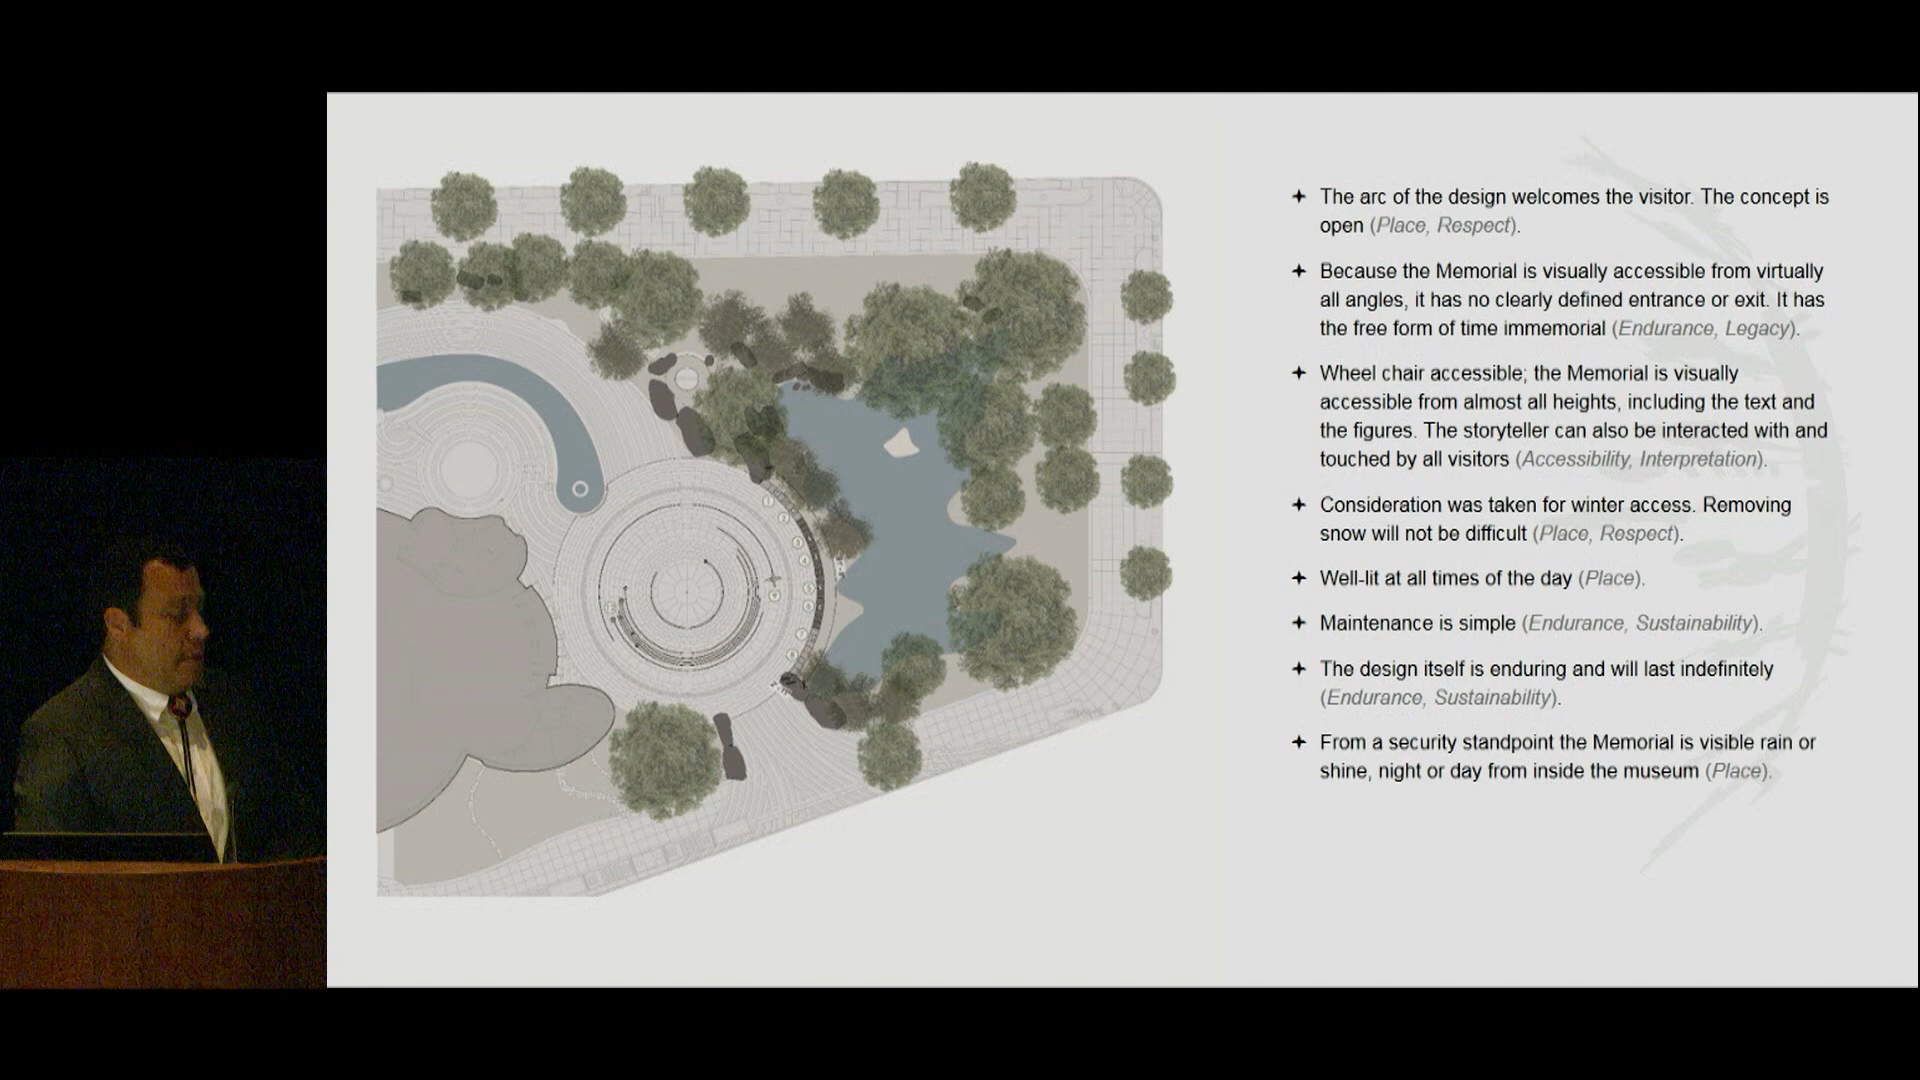 The arc of the design welcomes the visitor. The concept is
open (Place, Respect).
Because the Memorial is visually accessible from virtually
all angles, it has no clearly defined entrance or exit. It has
the free form of time immemorial (Endurance, Legacy).
Wheel chair accessible; the Memorial is visually
accessible from almost all heights, including the text and
the figures. The storyteller can also be interacted with and
touched by all visitors (Accessibility, Interpretation).
Consideration was taken for winter access. Removing
snow will not be difficult (Place, Respect).
Well-lit at all times of the day (Place).
Maintenance is simple (Endurance, Sustainability).
The design itself is enduring and will last indefinitely
(Endurance, Sustainability).
From a security standpoint the Memorial is visible rain or
shine, night or day from inside the museum (Place).